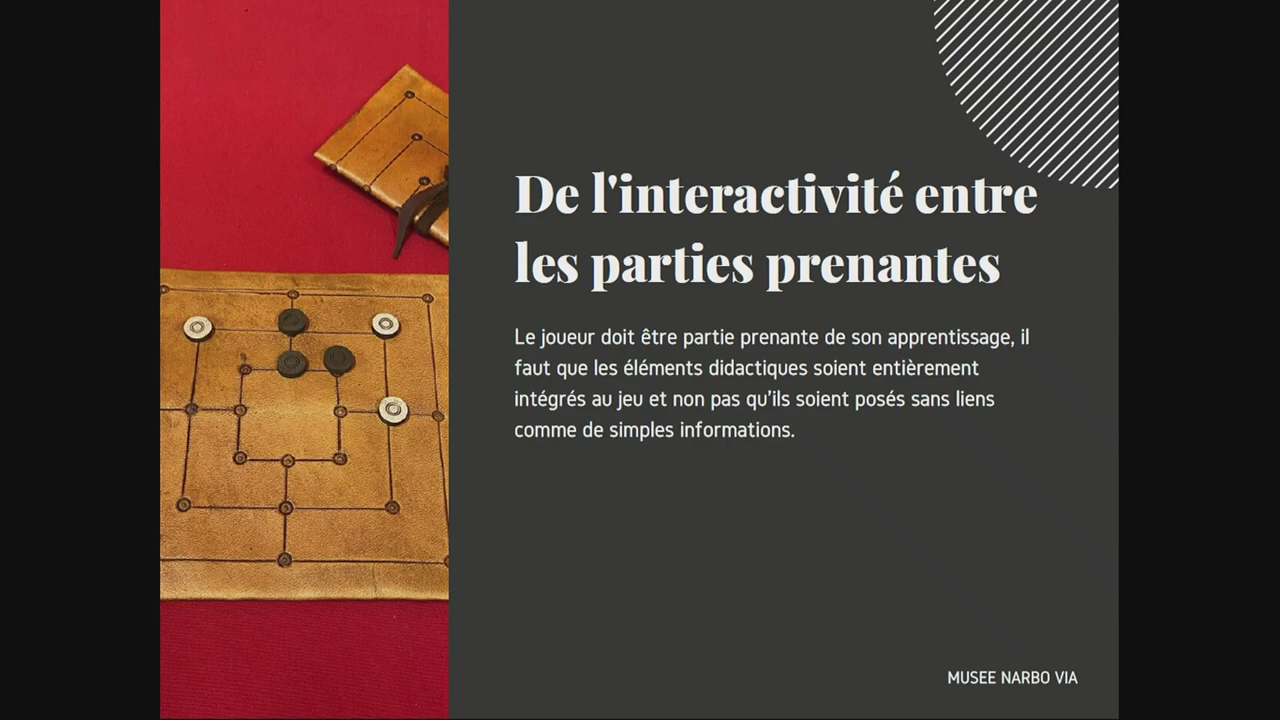 De l'interactivité entre
les parties prenantes
Le joueur doit être partie prenante de son apprentissage, il
faut que les éléments didactiques soient entièrement
intégrés au jeu et non pas qu’ils soient posés sans liens
comme de simples informations.
MUSEE NARBO VIA